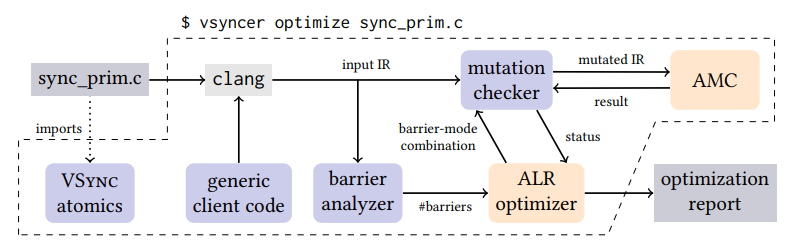 $ vsyncer optimize sync_prim.c
sync_prim.c
clang
input IR
mutation
checker
mutated IR
result
AMC
imports
barrier-mode
combination
status
VSYNC
atomics
generic
client code
barrier
analyzer
#barriers
ALR
optimizer
optimization
report